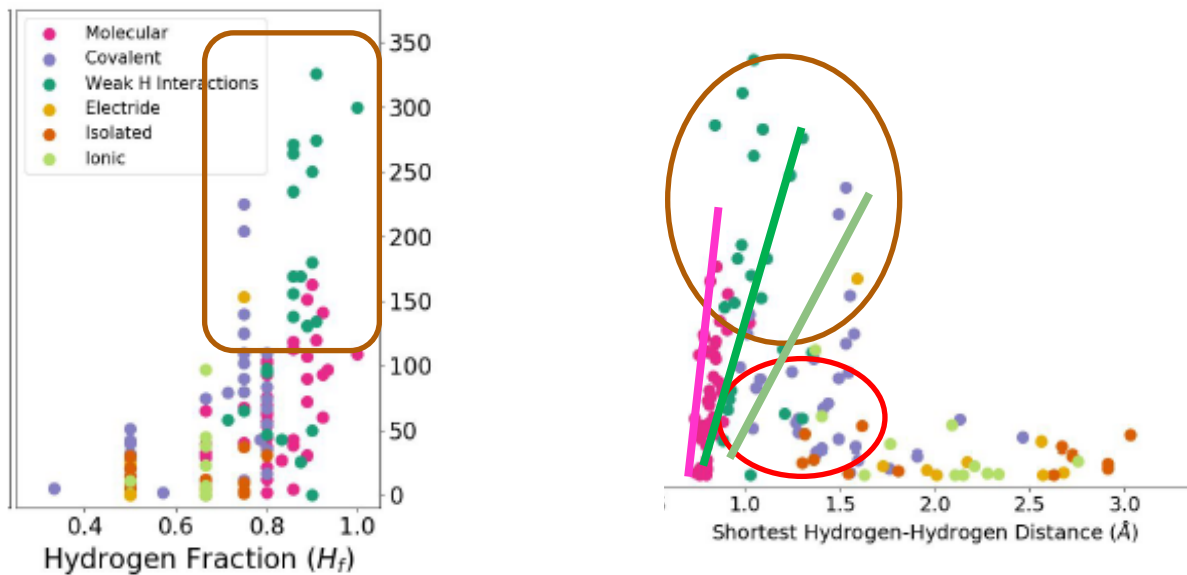 Molecular
Covalent
Weak H Interactions
Electride
Isolated
Ionic
350
300
250
200
150
100
50
0
0.4 0.6 0.8 1.0
Hydrogen Fraction (H_f)
1.0 1.5 2.0 2.5 3.0
Shortest Hydrogen-Hydrogen Distance (Å)